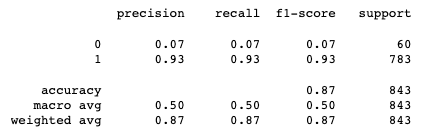 precision recall f1-score support
0 0.07 0.07 0.07 60
1 0.93 0.93 0.93 783
accuracy 0.87 843
macro avg 0.50 0.50 0.50 843
weighted avg 0.87 0.87 0.87 843